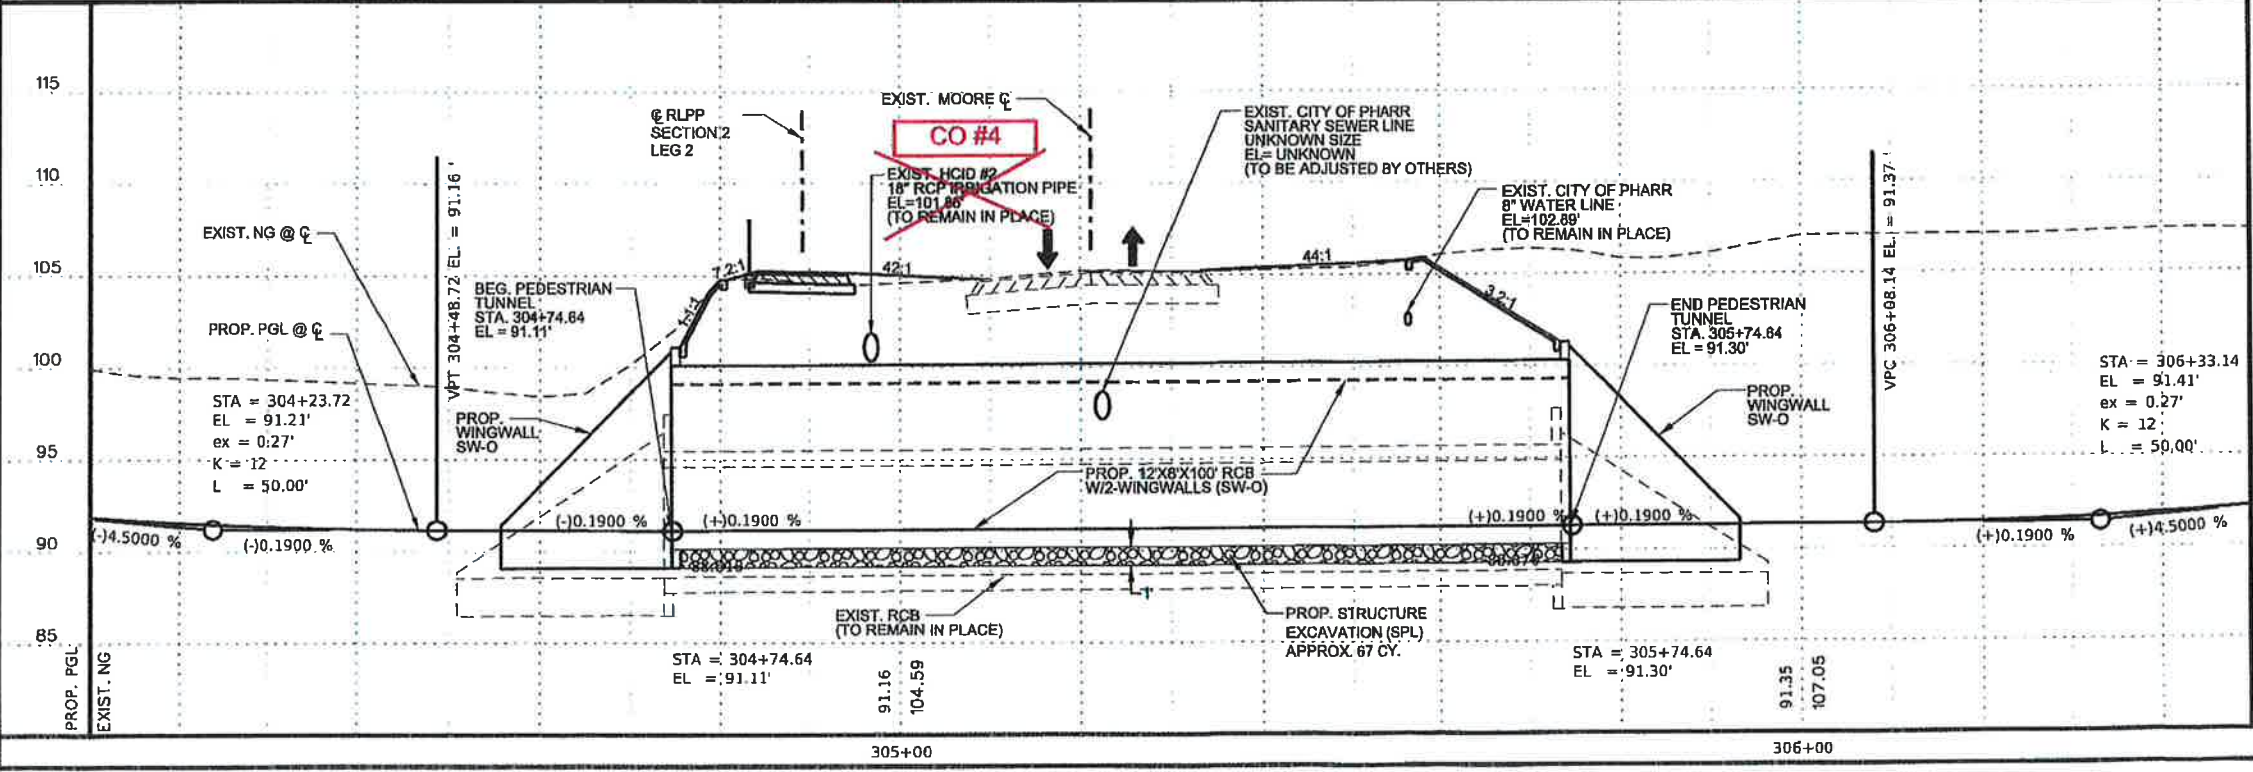 115
110
105
100
95
90
85
PROP. PGL
EXIST. NG
EXIST. NG @ ℄
PROP. PGL @ ℄
STA = 304+23.72
EL = 91.21'
ex = 0.27'
K = 12
L = 50.00'
(-)4.5000 %
(-)0.1900 %
VPT 304+48.72 EL. = 91.16 '
PROP.
WINGWALL
SW-O
BEG. PEDESTRIAN
TUNNEL
STA. 304+74.64
EL = 91.11'
℄ RLPP
SECTION 2
LEG 2
EXIST. MOORE ℄
CO #4
EXIST. HCID #2
18" RCP IRRIGATION PIPE
EL=101.86'
(TO REMAIN IN PLACE)
EXIST. CITY OF PHARR
SANITARY SEWER LINE
UNKNOWN SIZE
EL= UNKNOWN
(TO BE ADJUSTED BY OTHERS)
EXIST. CITY OF PHARR
8" WATER LINE
EL=102.89'
(TO REMAIN IN PLACE)
1.1:1
7.2:1
42:1
44:1
3.2:1
END PEDESTRIAN
TUNNEL
STA. 305+74.64
EL = 91.30'
PROP.
WINGWALL
SW-O
VPC 306+08.14 EL. = 91.37 '
STA = 306+33.14
EL = 91.41'
ex = 0.27'
K = 12
L = 50.00'
PROP. 12'X8'X100' RCB
W/2-WINGWALLS (SW-O)
(-)0.1900 %
(+)0.1900 %
(+)0.1900 %
(+)0.1900 %
(+)0.1900 %
(+)4.5000 %
1
EXIST. RCB
(TO REMAIN IN PLACE)
PROP. STRUCTURE
EXCAVATION (SPL)
APPROX. 67 CY.
STA = 304+74.64
EL = 91.11'
STA = 305+74.64
EL = 91.30'
91.16
104.59
91.35
107.05
305+00
306+00